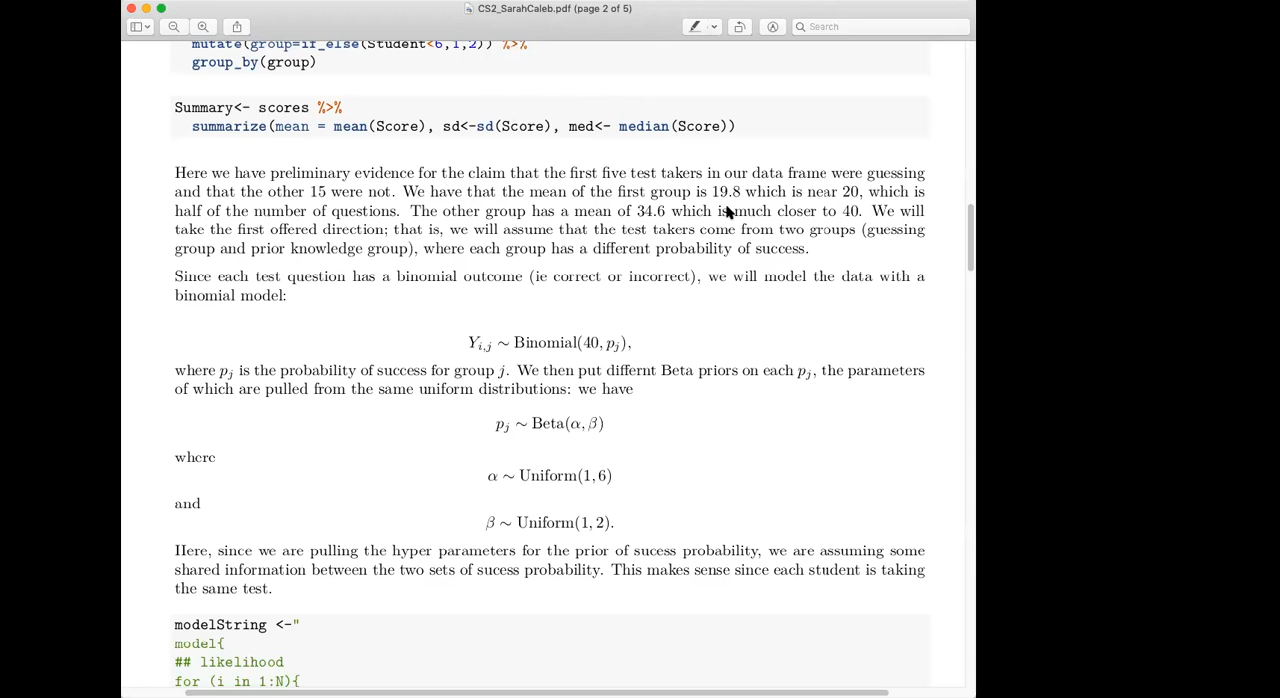 CS2_SarahCaleb.pdf (page 2 of 5)
Search
mutate(group=if_else(Student<6,1,2)) %>%
group_by(group)
Summary<- scores %>%
summarize(mean = mean(Score), sd<-sd(Score), med<- median(Score))
Here we have preliminary evidence for the claim that the first five test takers in our data frame were guessing
and that the other 15 were not. We have that the mean of the first group is 19.8 which is near 20, which is
half of the number of questions. The other group has a mean of 34.6 which is much closer to 40. We will
take the first offered direction; that is, we will assume that the test takers come from two groups (guessing
group and prior knowledge group), where each group has a different probability of success.
Since each test question has a binomial outcome (ie correct or incorrect), we will model the data with a
binomial model:
Y_{i,j} ∼ Binomial(40, p_j),
where p_j is the probability of success for group j. We then put differnt Beta priors on each p_j, the parameters
of which are pulled from the same uniform distributions: we have
p_j ∼ Beta(α, β)
where
α ∼ Uniform(1, 6)
and
β ∼ Uniform(1, 2).
Here, since we are pulling the hyper parameters for the prior of sucess probability, we are assuming some
shared information between the two sets of sucess probability. This makes sense since each student is taking
the same test.
modelString <-"
model{
## likelihood
for (i in 1:N){